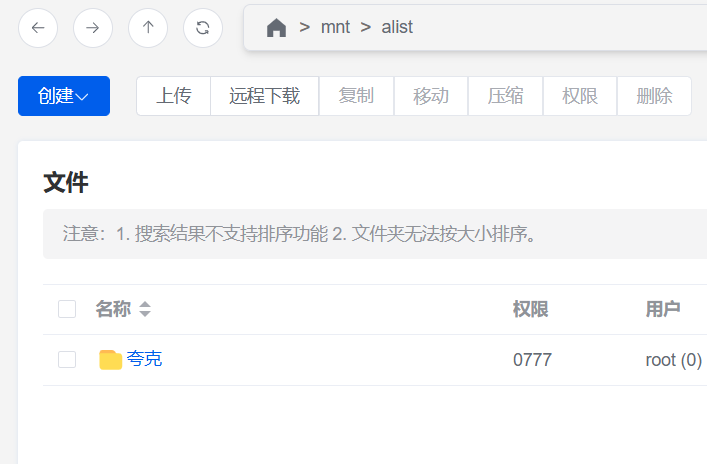 > mnt > alist
创建 上传 远程下载 复制 移动 压缩 权限 删除
文件
注意：1. 搜索结果不支持排序功能 2. 文件夹无法按大小排序。
名称 权限 用户
夸克 0777 root (0)